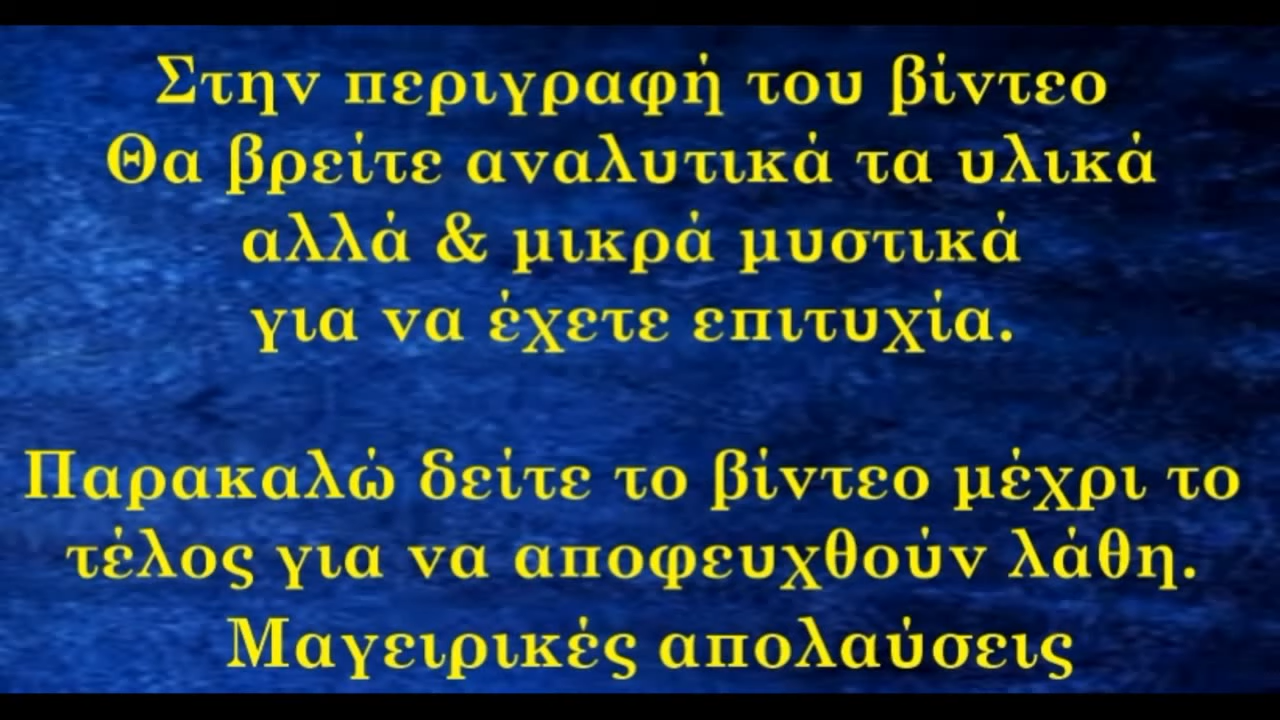 Στην περιγραφή του βίντεο
Θα βρείτε αναλυτικά τα υλικά
αλλά & μικρά μυστικά
για να έχετε επιτυχία.
Παρακαλώ δείτε το βίντεο μέχρι το
τέλος για να αποφευχθούν λάθη.
Μαγειρικές απολαύσεις